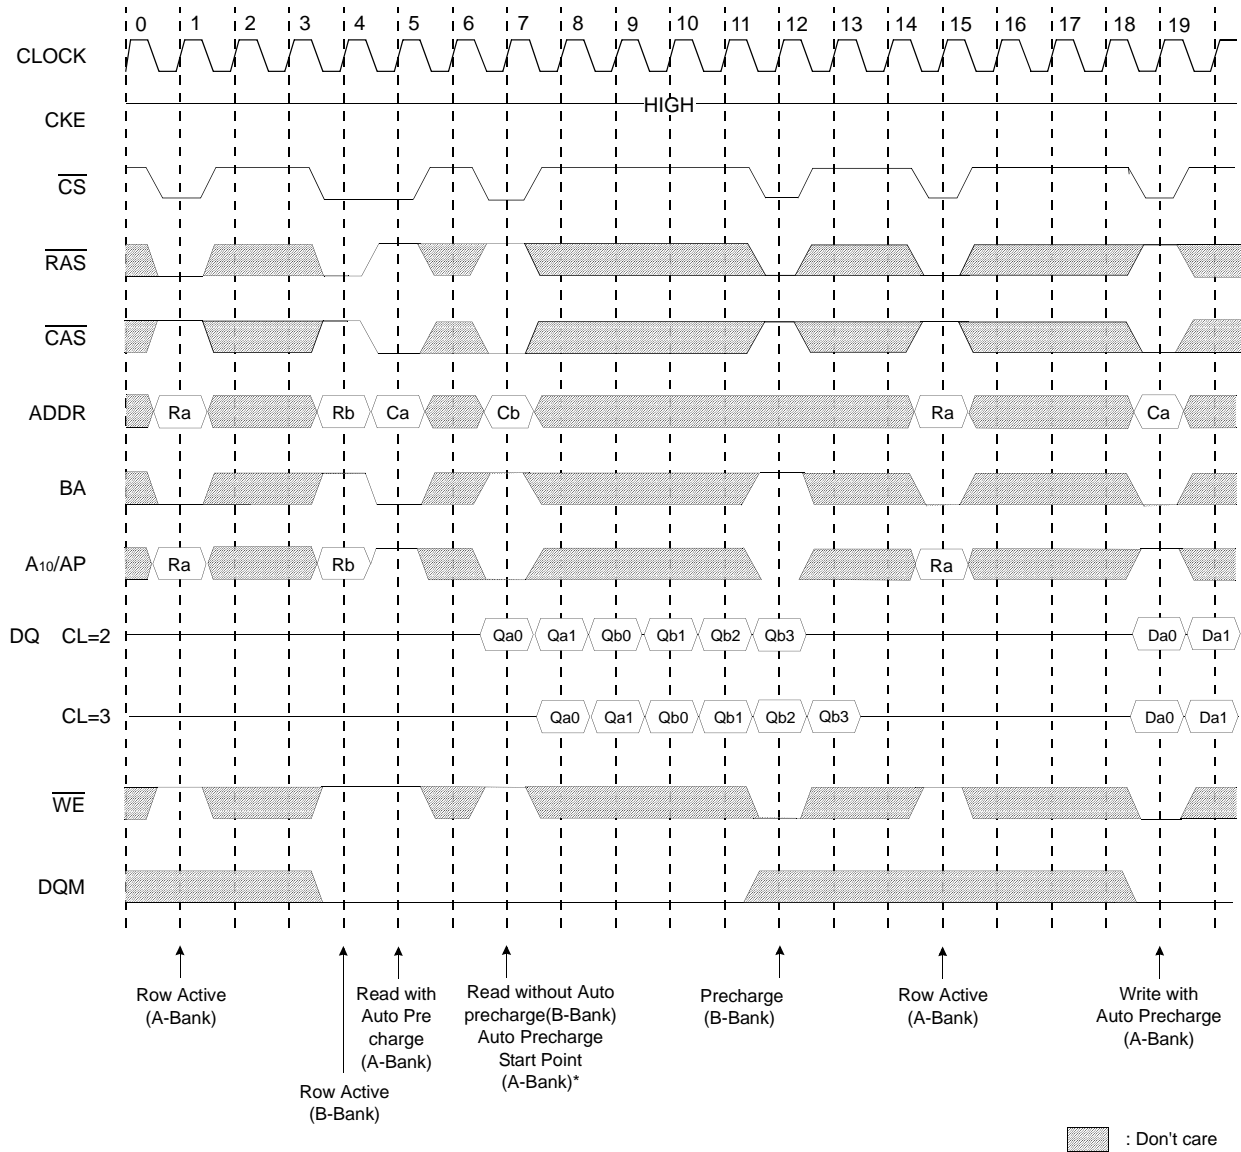 0 1 2 3 4 5 6 7 8 9 10 11 12 13 14 15 16 17 18 19
CLOCK
HIGH
CKE
CS
RAS
CAS
ADDR Ra Rb Ca Cb Ra Ca
BA
A10/AP Ra Rb Ra
DQ CL=2 Qa0 Qa1 Qb0 Qb1 Qb2 Qb3 Da0 Da1
CL=3 Qa0 Qa1 Qb0 Qb1 Qb2 Qb3 Da0 Da1
WE
DQM
Row Active
(A-Bank)
Row Active
(B-Bank)
Read with
Auto Pre
charge
(A-Bank)
Read without Auto
precharge(B-Bank)
Auto Precharge
Start Point
(A-Bank)*
Precharge
(B-Bank)
Row Active
(A-Bank)
Write with
Auto Precharge
(A-Bank)
: Don't care